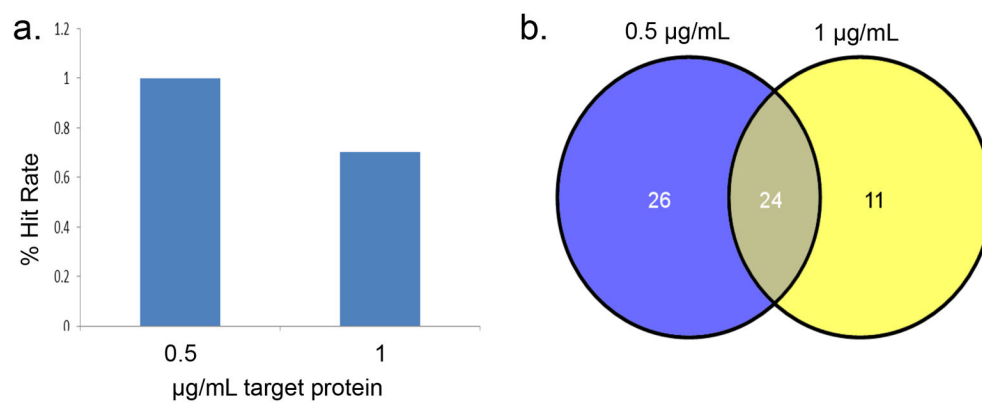 a.
1.2
1
0.8
0.6
0.4
0.2
0
% Hit Rate
0.5 1
µg/mL target protein
b.
0.5 µg/mL 1 µg/mL
26 24 11